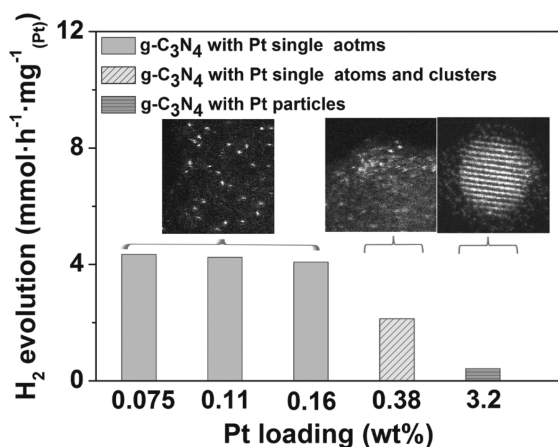 12
8
4
0
H₂ evolution (mmol·h⁻¹·mg⁻¹(Pt))
g-C₃N₄ with Pt single aotms
g-C₃N₄ with Pt single atoms and clusters
g-C₃N₄ with Pt particles
0.075 0.11 0.16 0.38 3.2
Pt loading (wt%)